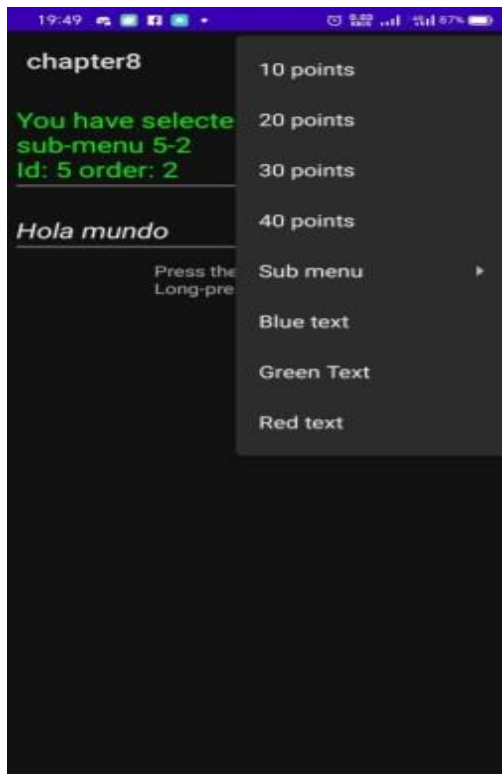 19:49
87%
chapter8
10 points
You have selecte
20 points
sub-menu 5-2
Id: 5 order: 2
30 points
40 points
Hola mundo
Press the
Sub menu
Long-pre
Blue text
Green Text
Red text